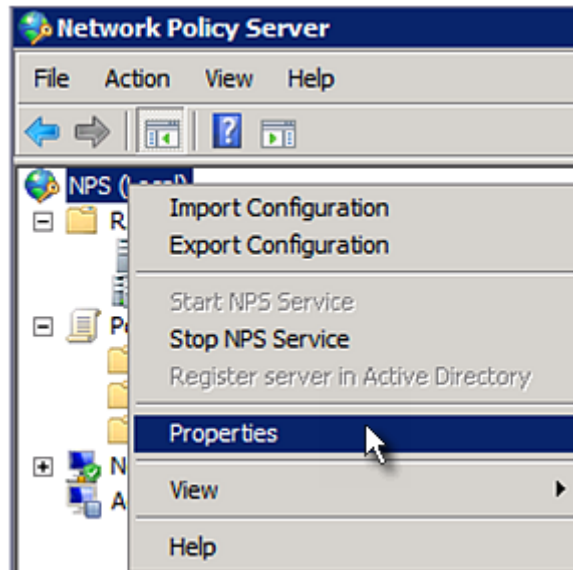 Network Policy Server
File Action View Help
NPS (Local)
Import Configuration
Export Configuration
Start NPS Service
Stop NPS Service
Register server in Active Directory
Properties
View
Help